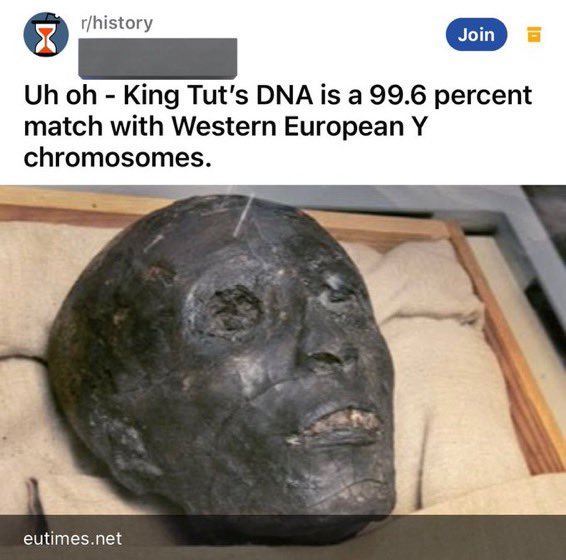 r/history
Join
Uh oh - King Tut's DNA is a 99.6 percent
match with Western European Y
chromosomes.
eutimes.net